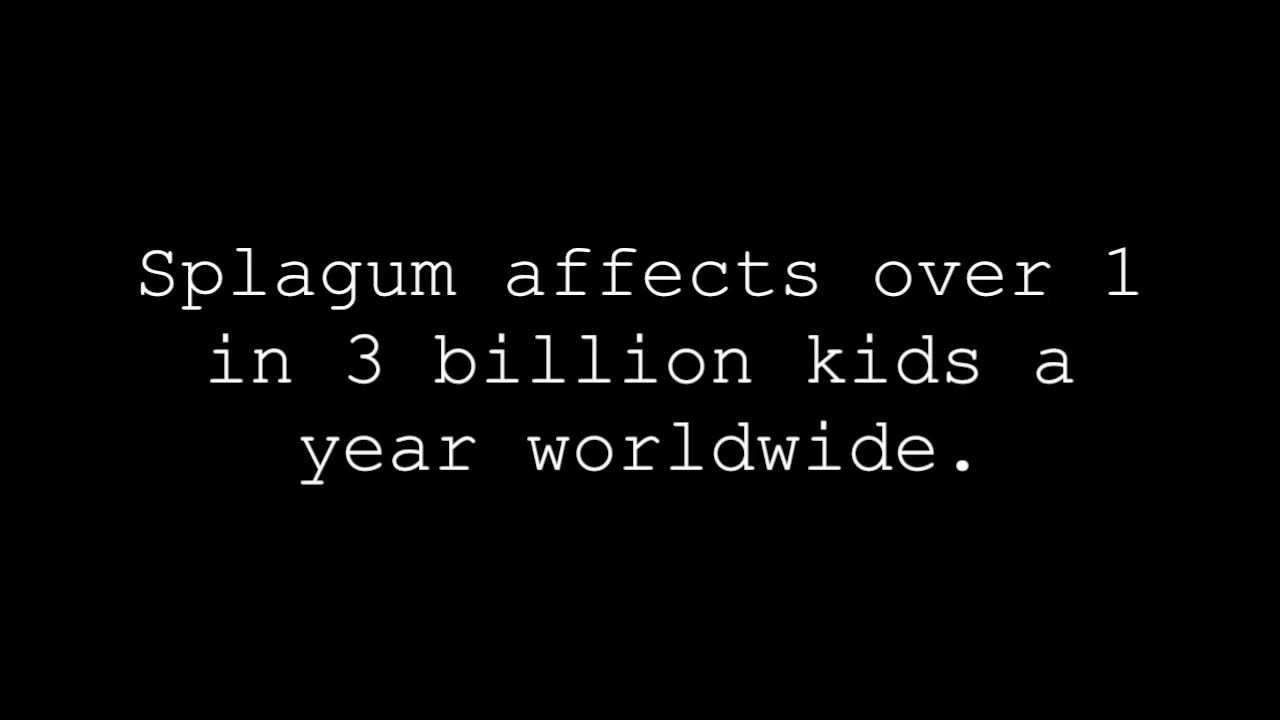 Splagum affects over 1
in 3 billion kids a
year worldwide.